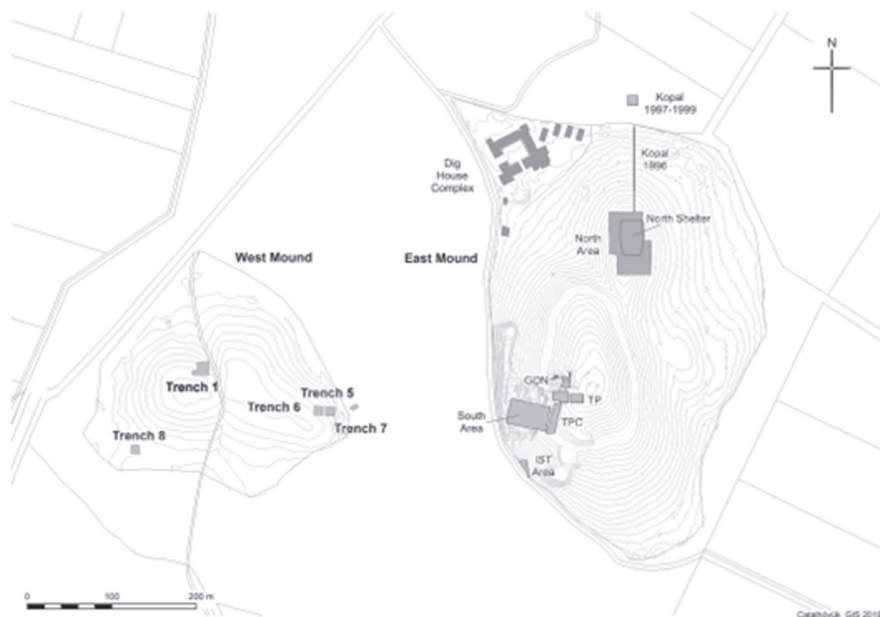 N
Kopal
1997-1999
Dig
House
Complex
Kopal
1996
North Shelter
North
Area
West Mound
East Mound
Trench 1
Trench 5
Trench 6
Trench 7
Trench 8
GDN
TP
South
Area
TPC
IST
Area
0
100
200 m
Çatalhöyük GIS